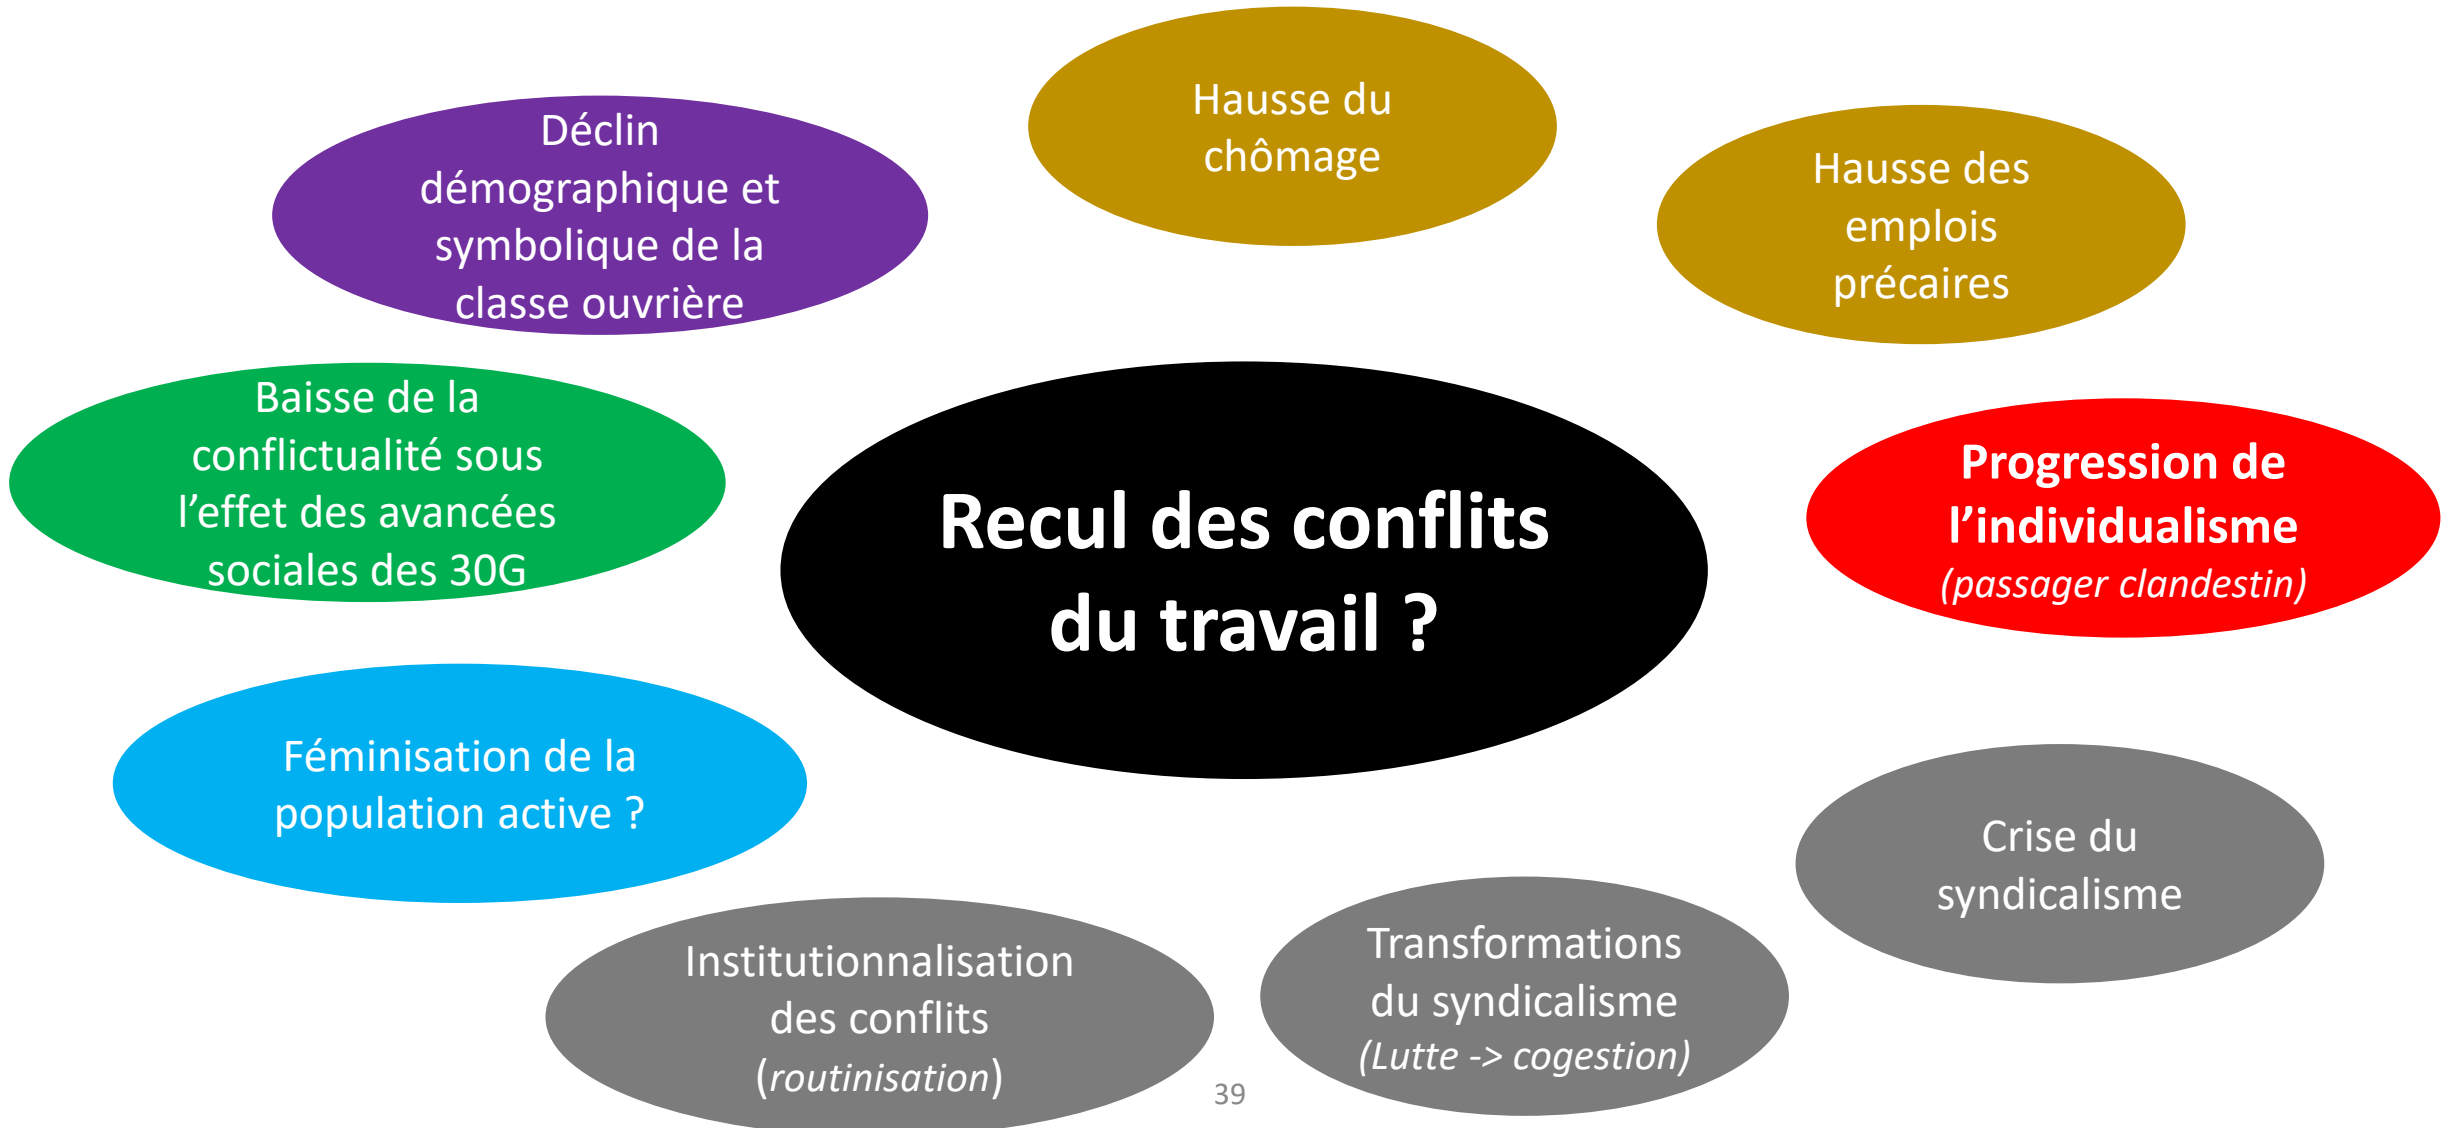 Hausse du
chômage
Déclin
démographique et
symbolique de la
classe ouvrière
Hausse des
emplois
précaires
Baisse de la
conflictualité sous
l’effet des avancées
sociales des 30G
Recul des conflits
du travail ?
Progression de
l’individualisme
(passager clandestin)
Féminisation de la
population active ?
Crise du
syndicalisme
Institutionnalisation
des conflits
(routinisation)
Transformations
du syndicalisme
(Lutte -> cogestion)
39